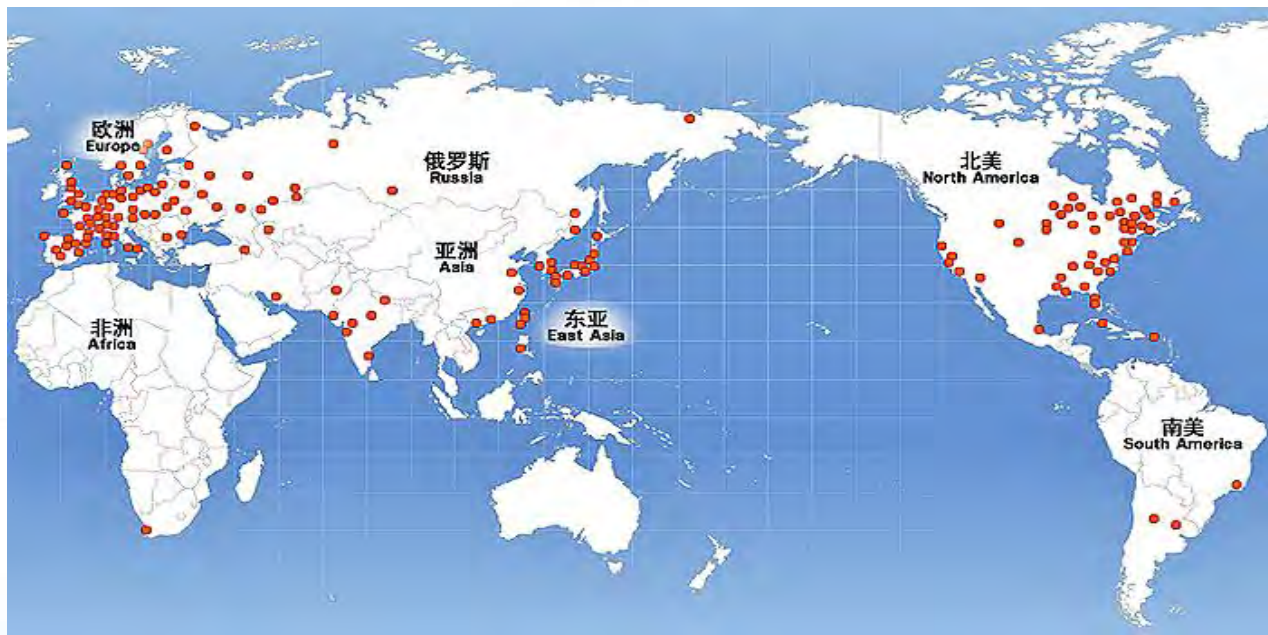 欧洲
Europe
俄罗斯
Russia
北美
North America
亚洲
Asia
非洲
Africa
东亚
East Asia
南美
South America